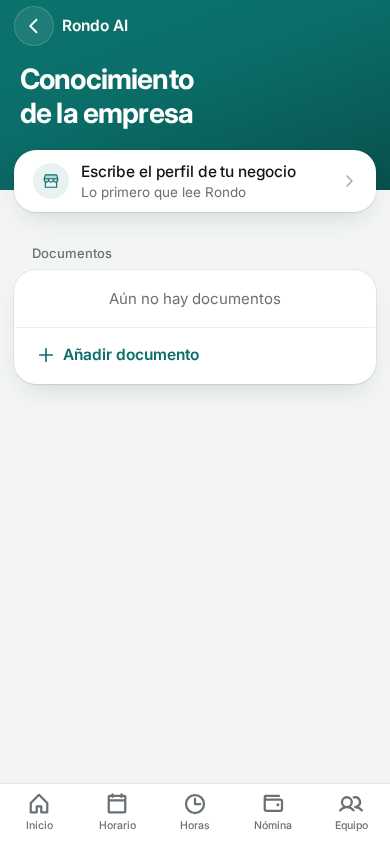 Rondo AI
Conocimiento
de la empresa
Escribe el perfil de tu negocio
Lo primero que lee Rondo
Documentos
Aún no hay documentos
Añadir documento
Inicio
Horario
Horas
Nómina
Equipo